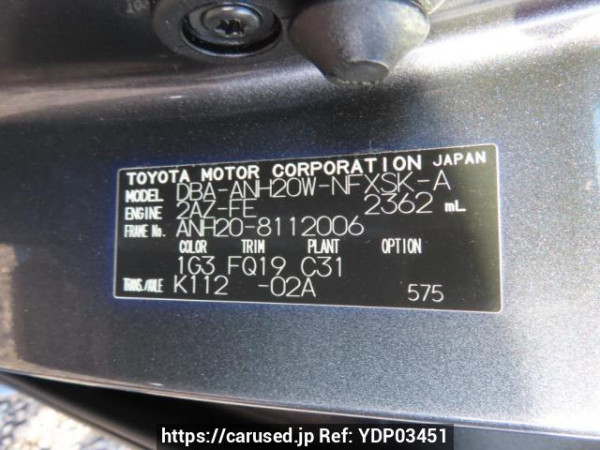 TOYOTA MOTOR CORPORATION JAPAN
MODEL DBA-ANH20W-NFXSK-A
ENGINE 2AZ-FE 2362 mL
FRAME No. ANH20-8112006
COLOR TRIM PLANT OPTION
1G3 FQ19 C31
TRANS./AXLE K112 -02A 575
https://carused.jp Ref: YDP03451